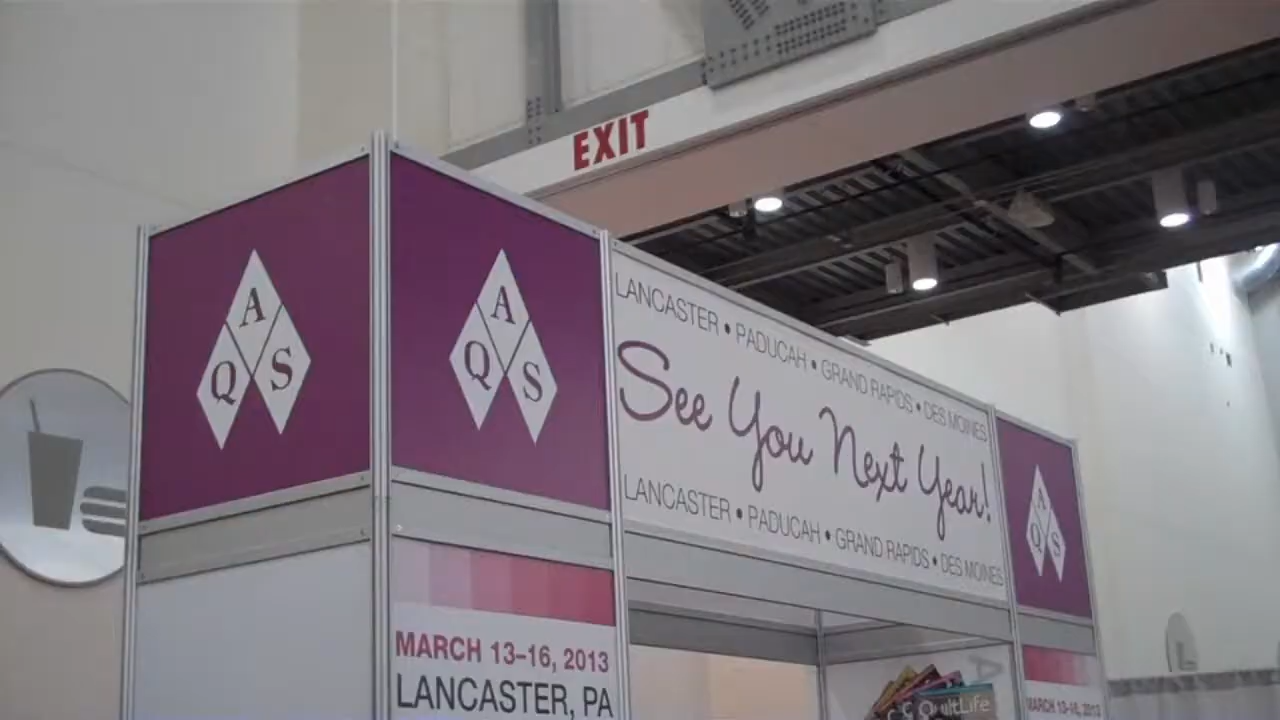 EXIT
A
Q S
A
Q S
LANCASTER • PADUCAH • GRAND RAPIDS • DES MOINES
See You Next Year!
LANCASTER • PADUCAH • GRAND RAPIDS • DES MOINES
A
Q S
MARCH 13-16, 2013
LANCASTER, PA
QuiltLife
MARCH 13-16, 2013
L